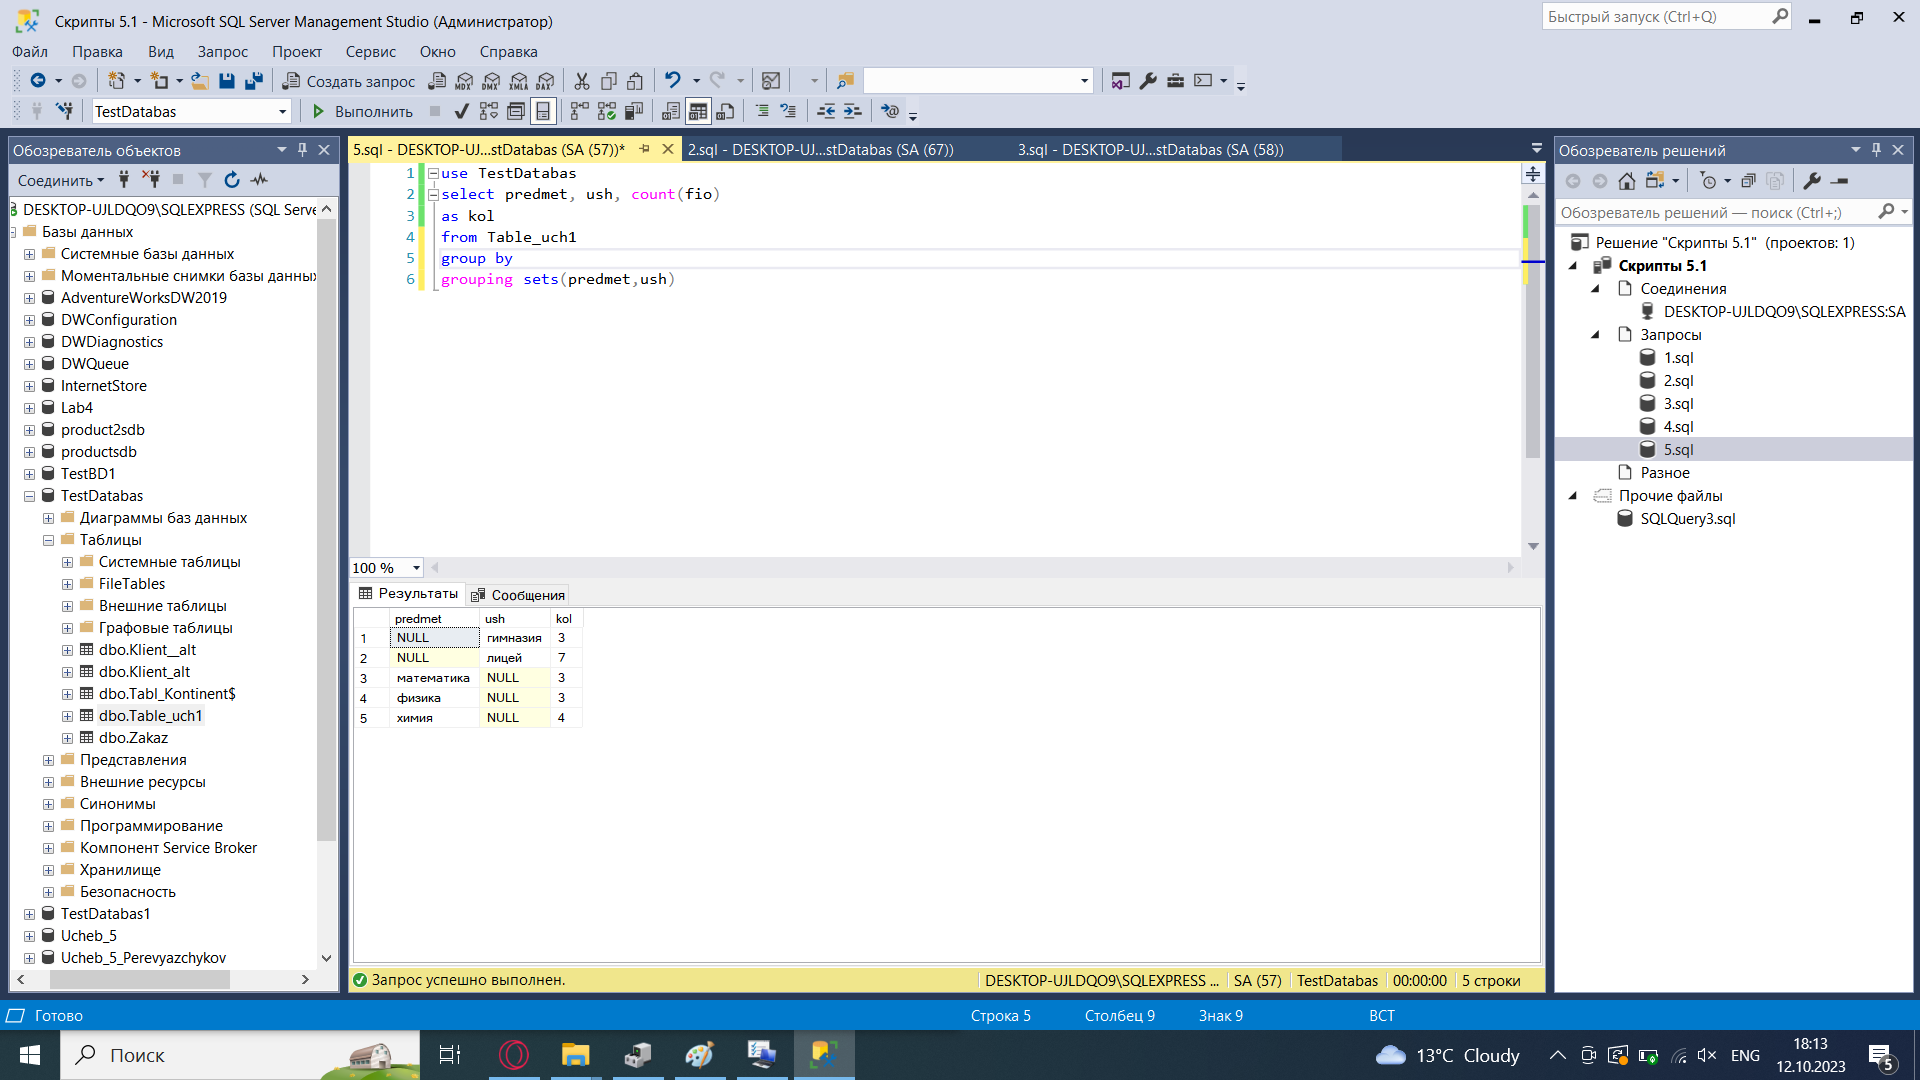 Скрипты 5.1 - Microsoft SQL Server Management Studio (Администратор)
Быстрый запуск (Ctrl+Q)
Файл Правка Вид Запрос Проект Сервис Окно Справка
Создать запрос
MDX DMX XMLA DAX
TestDatabas
Выполнить
Обозреватель объектов
Соединить
DESKTOP-UJLDQO9\SQLEXPRESS (SQL Serve
Базы данных
Системные базы данных
Моментальные снимки базы данны
AdventureWorksDW2019
DWConfiguration
DWDiagnostics
DWQueue
InternetStore
Lab4
product2sdb
productsdb
TestBD1
TestDatabas
Диаграммы баз данных
Таблицы
Системные таблицы
FileTables
Внешние таблицы
Графовые таблицы
dbo.Klient__alt
dbo.Klient_alt
dbo.Tabl_Kontinent$
dbo.Table_uch1
dbo.Zakaz
Представления
Внешние ресурсы
Синонимы
Программирование
Компонент Service Broker
Хранилище
Безопасность
TestDatabas1
Ucheb_5
Ucheb_5_Perevyazchykov
5.sql - DESKTOP-UJ...stDatabas (SA (57))* 2.sql - DESKTOP-UJ...stDatabas (SA (67)) 3.sql - DESKTOP-UJ...stDatabas (SA (58))
1 use TestDatabas
2 select predmet, ush, count(fio)
3 as kol
4 from Table_uch1
5 group by
6 grouping sets(predmet,ush)
100 %
Результаты Сообщения
predmet ush kol
1 NULL гимназия 3
2 NULL лицей 7
3 математика NULL 3
4 физика NULL 3
5 химия NULL 4
Запрос успешно выполнен. DESKTOP-UJLDQO9\SQLEXPRESS ... SA (57) TestDatabas 00:00:00 5 строки
Обозреватель решений
Обозреватель решений — поиск (Ctrl+;)
Решение "Скрипты 5.1" (проектов: 1)
Скрипты 5.1
Соединения
DESKTOP-UJLDQO9\SQLEXPRESS:SA
Запросы
1.sql
2.sql
3.sql
4.sql
5.sql
Разное
Прочие файлы
SQLQuery3.sql
Готово Строка 5 Столбец 9 Знак 9 ВСТ
Поиск
13°C Cloudy
ENG
18:13
12.10.2023
5